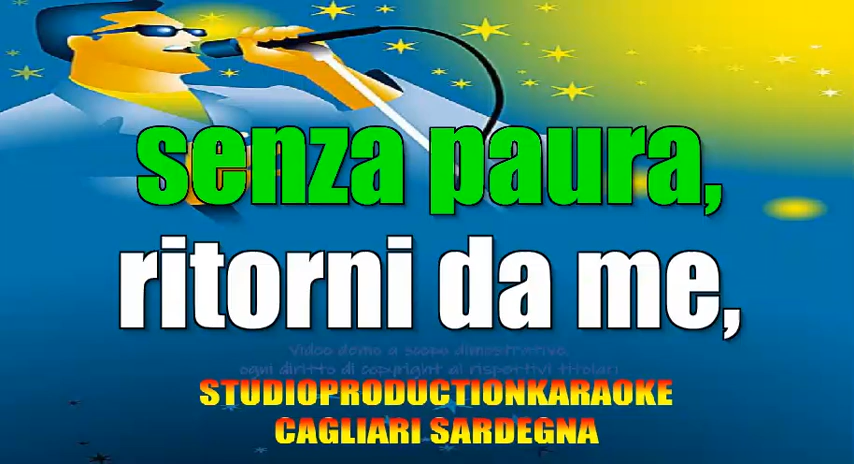 senza paura,
ritorni da me,
Video demo a scopo dimostrativo,
ogni diritto di copyright ai rispettivi titolari
STUDIOPRODUCTIONKARAOKE
CAGLIARI SARDEGNA